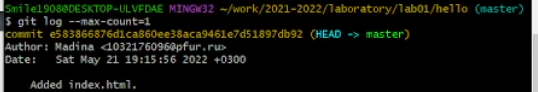 Smile1908@DESKTOP-ULVFDAE MINGW32 ~/work/2021-2022/laboratory/lab01/hello (master)
$ git log --max-count=1
commit e583866876d1ca860ee38aca9461e7d51897db92 (HEAD -> master)
Author: Madina <1032176096@pfur.ru>
Date:   Sat May 21 19:15:56 2022 +0300

    Added index.html.